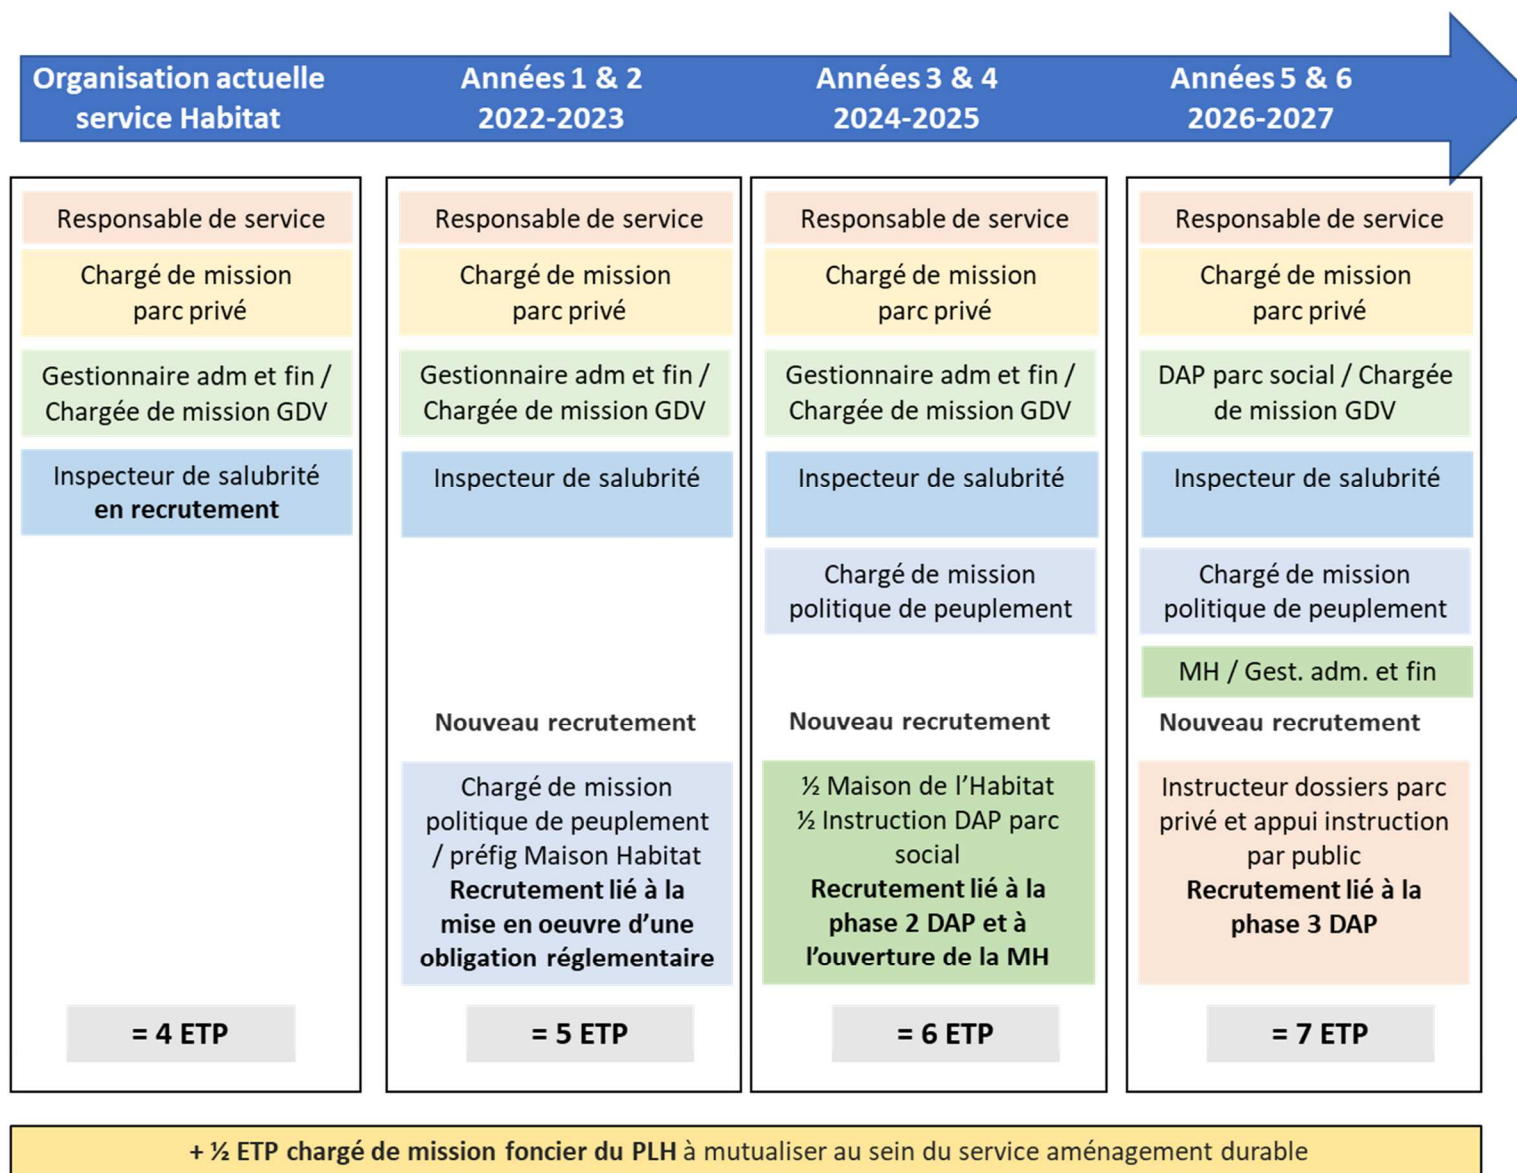 Organisation actuelle
service Habitat
Années 1 & 2
2022-2023
Années 3 & 4
2024-2025
Années 5 & 6
2026-2027
Responsable de service
Chargé de mission
parc privé
Gestionnaire adm et fin /
Chargée de mission GDV
Inspecteur de salubrité
en recrutement
= 4 ETP
Responsable de service
Chargé de mission
parc privé
Gestionnaire adm et fin /
Chargée de mission GDV
Inspecteur de salubrité
Nouveau recrutement
Chargé de mission
politique de peuplement
/ préfig Maison Habitat
Recrutement lié à la
mise en oeuvre d’une
obligation réglementaire
= 5 ETP
Responsable de service
Chargé de mission
parc privé
Gestionnaire adm et fin /
Chargée de mission GDV
Inspecteur de salubrité
Chargé de mission
politique de peuplement
Nouveau recrutement
½ Maison de l’Habitat
½ Instruction DAP parc
social
Recrutement lié à la
phase 2 DAP et à
l’ouverture de la MH
= 6 ETP
Responsable de service
Chargé de mission
parc privé
DAP parc social / Chargée
de mission GDV
Inspecteur de salubrité
Chargé de mission
politique de peuplement
MH / Gest. adm. et fin
Nouveau recrutement
Instructeur dossiers parc
privé et appui instruction
par public
Recrutement lié à la
phase 3 DAP
= 7 ETP
+ ½ ETP chargé de mission foncier du PLH à mutualiser au sein du service aménagement durable